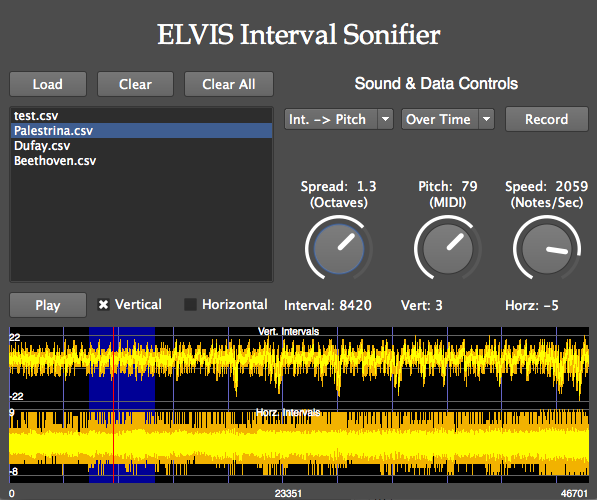 ELVIS Interval Sonifier
Load Clear Clear All Sound & Data Controls
test.csv
Palestrina.csv
Dufay.csv
Beethoven.csv
Int. -> Pitch Over Time Record
Spread: 1.3 Pitch: 79 Speed: 2059
(Octaves) (MIDI) (Notes/Sec)
Play Vertical Horizontal Interval: 8420 Vert: 3 Horz: -5
Vert. Intervals
22
-22
Horz. Intervals
9
-8
0 23351 46701